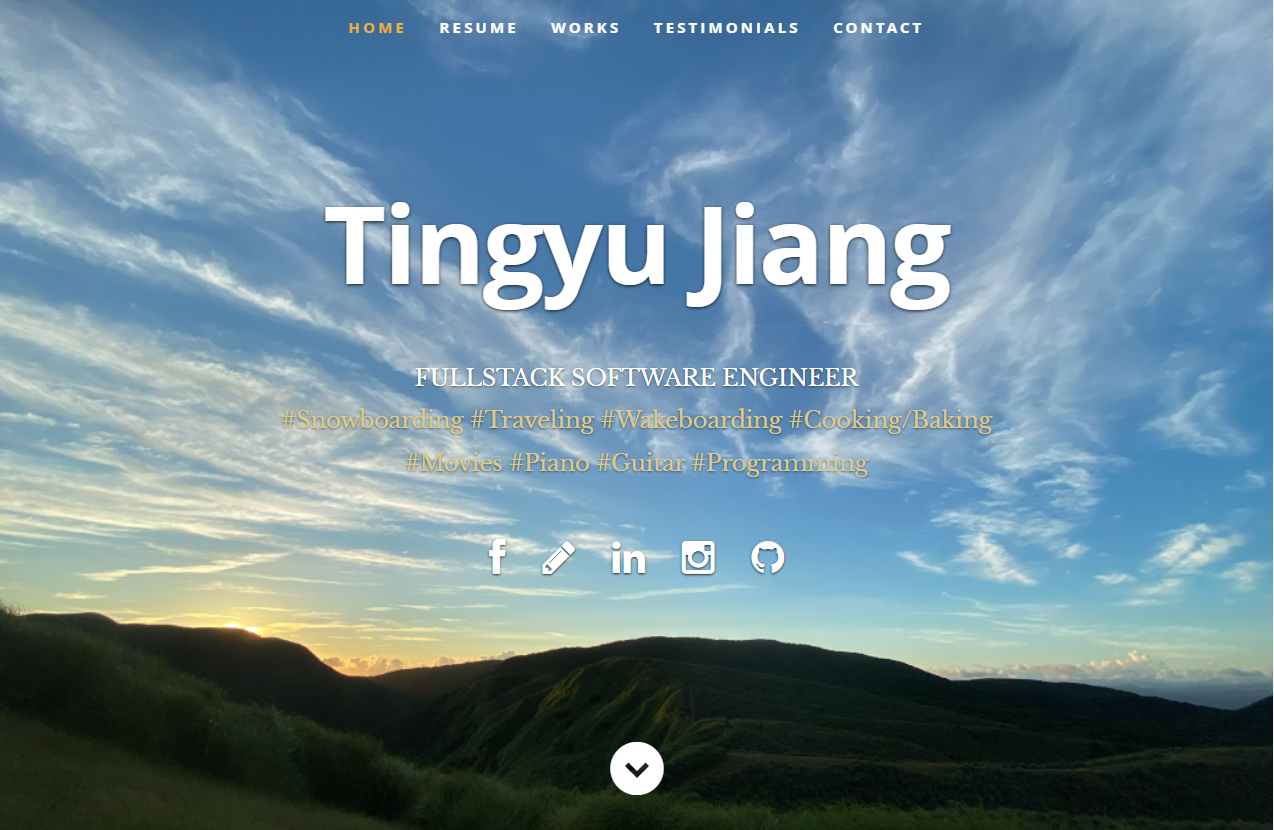 HOME RESUME WORKS TESTIMONIALS CONTACT
Tingyu Jiang
FULLSTACK SOFTWARE ENGINEER
#Snowboarding #Traveling #Wakeboarding #Cooking/Baking
#Movies #Piano #Guitar #Programming